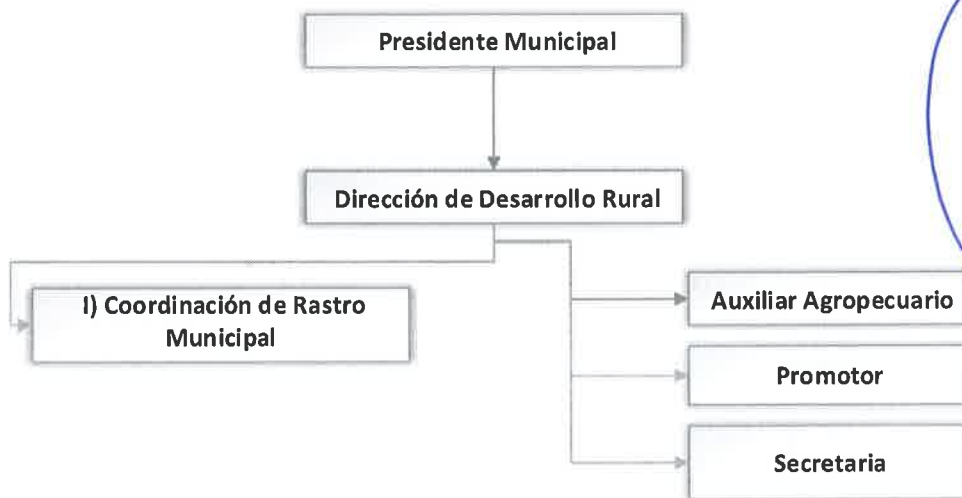 Presidente Municipal
Dirección de Desarrollo Rural
I) Coordinación de Rastro
Municipal
Auxiliar Agropecuario
Promotor
Secretaria